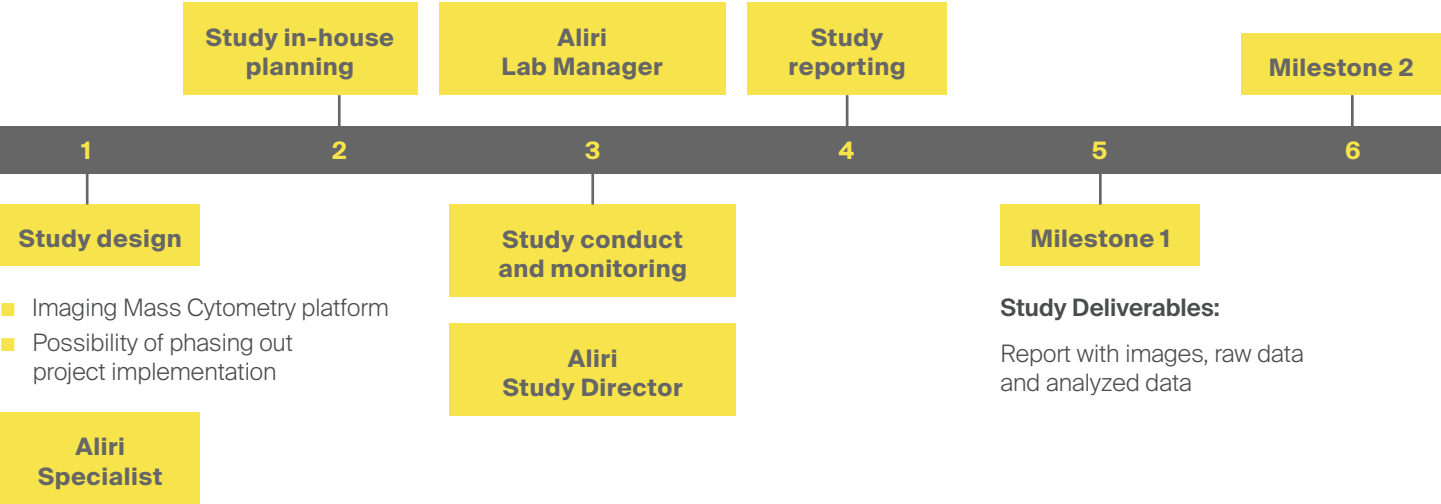 Study in-house
planning
Aliri
Lab Manager
Study
reporting
Milestone 2
1
2
3
4
5
6
Study design
Imaging Mass Cytometry platform
Possibility of phasing out
project implementation
Aliri
Specialist
Study conduct
and monitoring
Aliri
Study Director
Milestone 1
Study Deliverables:
Report with images, raw data
and analyzed data